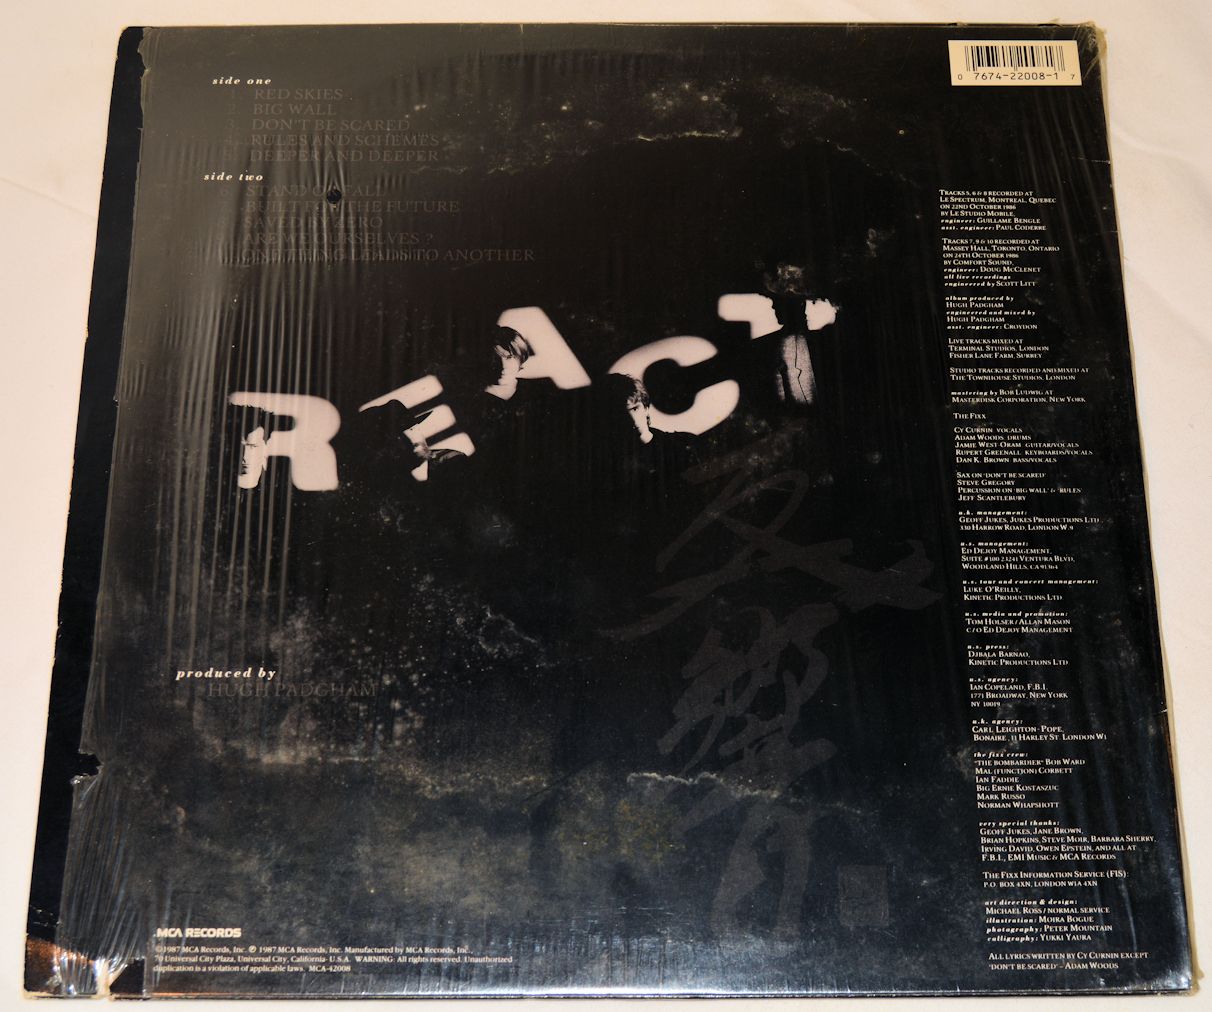 side one
1. RED SKIES
2. BIG WALL
3. DON'T BE SCARED
4. RULES AND SCHEMES
5. DEEPER AND DEEPER
side two
STAND OR FALL
BUILT FOR THE FUTURE
SAVED BY ZERO
ARE WE OURSELVES ?
ONE THING LEADS TO ANOTHER
REACT
produced by
HUGH PADGHAM
MCA RECORDS
©1987 MCA Records, Inc. ℗ 1987 MCA Records, Inc. Manufactured by MCA Records, Inc.,
70 Universal City Plaza, Universal City, California- U.S.A. WARNING: All rights reserved. Unauthorized
duplication is a violation of applicable laws. MCA-42008
0 7674-22008-1 7
TRACKS 5, 6 & 8 RECORDED AT
LE SPECTRUM, MONTREAL, QUEBEC
ON 22ND OCTOBER 1986
BY LE STUDIO MOBILE,
engineer: GUILLAME BENGLE
asst. engineer: PAUL CODERRE
TRACKS 7, 9 & 10 RECORDED AT
MASSEY HALL, TORONTO, ONTARIO
ON 24TH OCTOBER 1986
BY COMFORT SOUND,
engineer: DOUG McCLENET
all live recordings
engineered by SCOTT LITT
album produced by
HUGH PADGHAM
engineered and mixed by
HUGH PADGHAM
asst. engineer: CROYDON
LIVE TRACKS MIXED AT
TERMINAL STUDIOS, LONDON
FISHER LANE FARM, SURREY
STUDIO TRACKS RECORDED AND MIXED AT
THE TOWNHOUSE STUDIOS, LONDON
mastering by BOB LUDWIG AT
MASTERDISK CORPORATION, NEW YORK
THE FIXX
CY CURNIN VOCALS
ADAM WOODS DRUMS
JAMIE WEST-ORAM GUITAR/VOCALS
RUPERT GREENALL KEYBOARDS/VOCALS
DAN K. BROWN BASS/VOCALS
SAX ON 'DON'T BE SCARED'
STEVE GREGORY
PERCUSSION ON 'BIG WALL' & 'RULES'
JEFF SCANTLEBURY
u.k. management:
GEOFF JUKES, JUKES PRODUCTIONS LTD
330 HARROW ROAD, LONDON W.9
u.s. management:
ED DEJOY MANAGEMENT,
SUITE #180 23241 VENTURA BLVD,
WOODLAND HILLS, CA 91364
u.s. tour and concert management:
LUKE O'REILLY,
KINETIC PRODUCTIONS LTD
u.s. media and promotion:
TOM HOLSER / ALLAN MASON
C/O ED DEJOY MANAGEMENT
u.s. press:
DJBALA BARNAO,
KINETIC PRODUCTIONS LTD
u.s. agency:
IAN COPELAND, F.B.I.
1771 BROADWAY, NEW YORK
NY 10019
u.k. agency:
CARL LEIGHTON-POPE,
BONAIRE, 11 HARLEY ST. LONDON W1
the fixx crew:
"THE BOMBARDIER" BOB WARD
MAL (FUNCTION) CORBETT
IAN FADDIE
BIG ERNIE KOSTASZUC
MARK RUSSO
NORMAN WHAPSHOTT
very special thanks:
GEOFF JUKES, JANE BROWN,
BRIAN HOPKINS, STEVE MOIR, BARBARA SHERRY,
IRVING DAVID, OWEN EPSTEIN, AND ALL AT
F.B.I., EMI MUSIC & MCA RECORDS
THE FIXX INFORMATION SERVICE (FIS):
P.O. BOX 4XN, LONDON W1A 4XN
art direction & design:
MICHAEL ROSS / NORMAL SERVICE
illustration: MOIRA BOGUE
photography: PETER MOUNTAIN
calligraphy: YUKKI YAURA
ALL LYRICS WRITTEN BY CY CURNIN EXCEPT
'DON'T BE SCARED' – ADAM WOODS